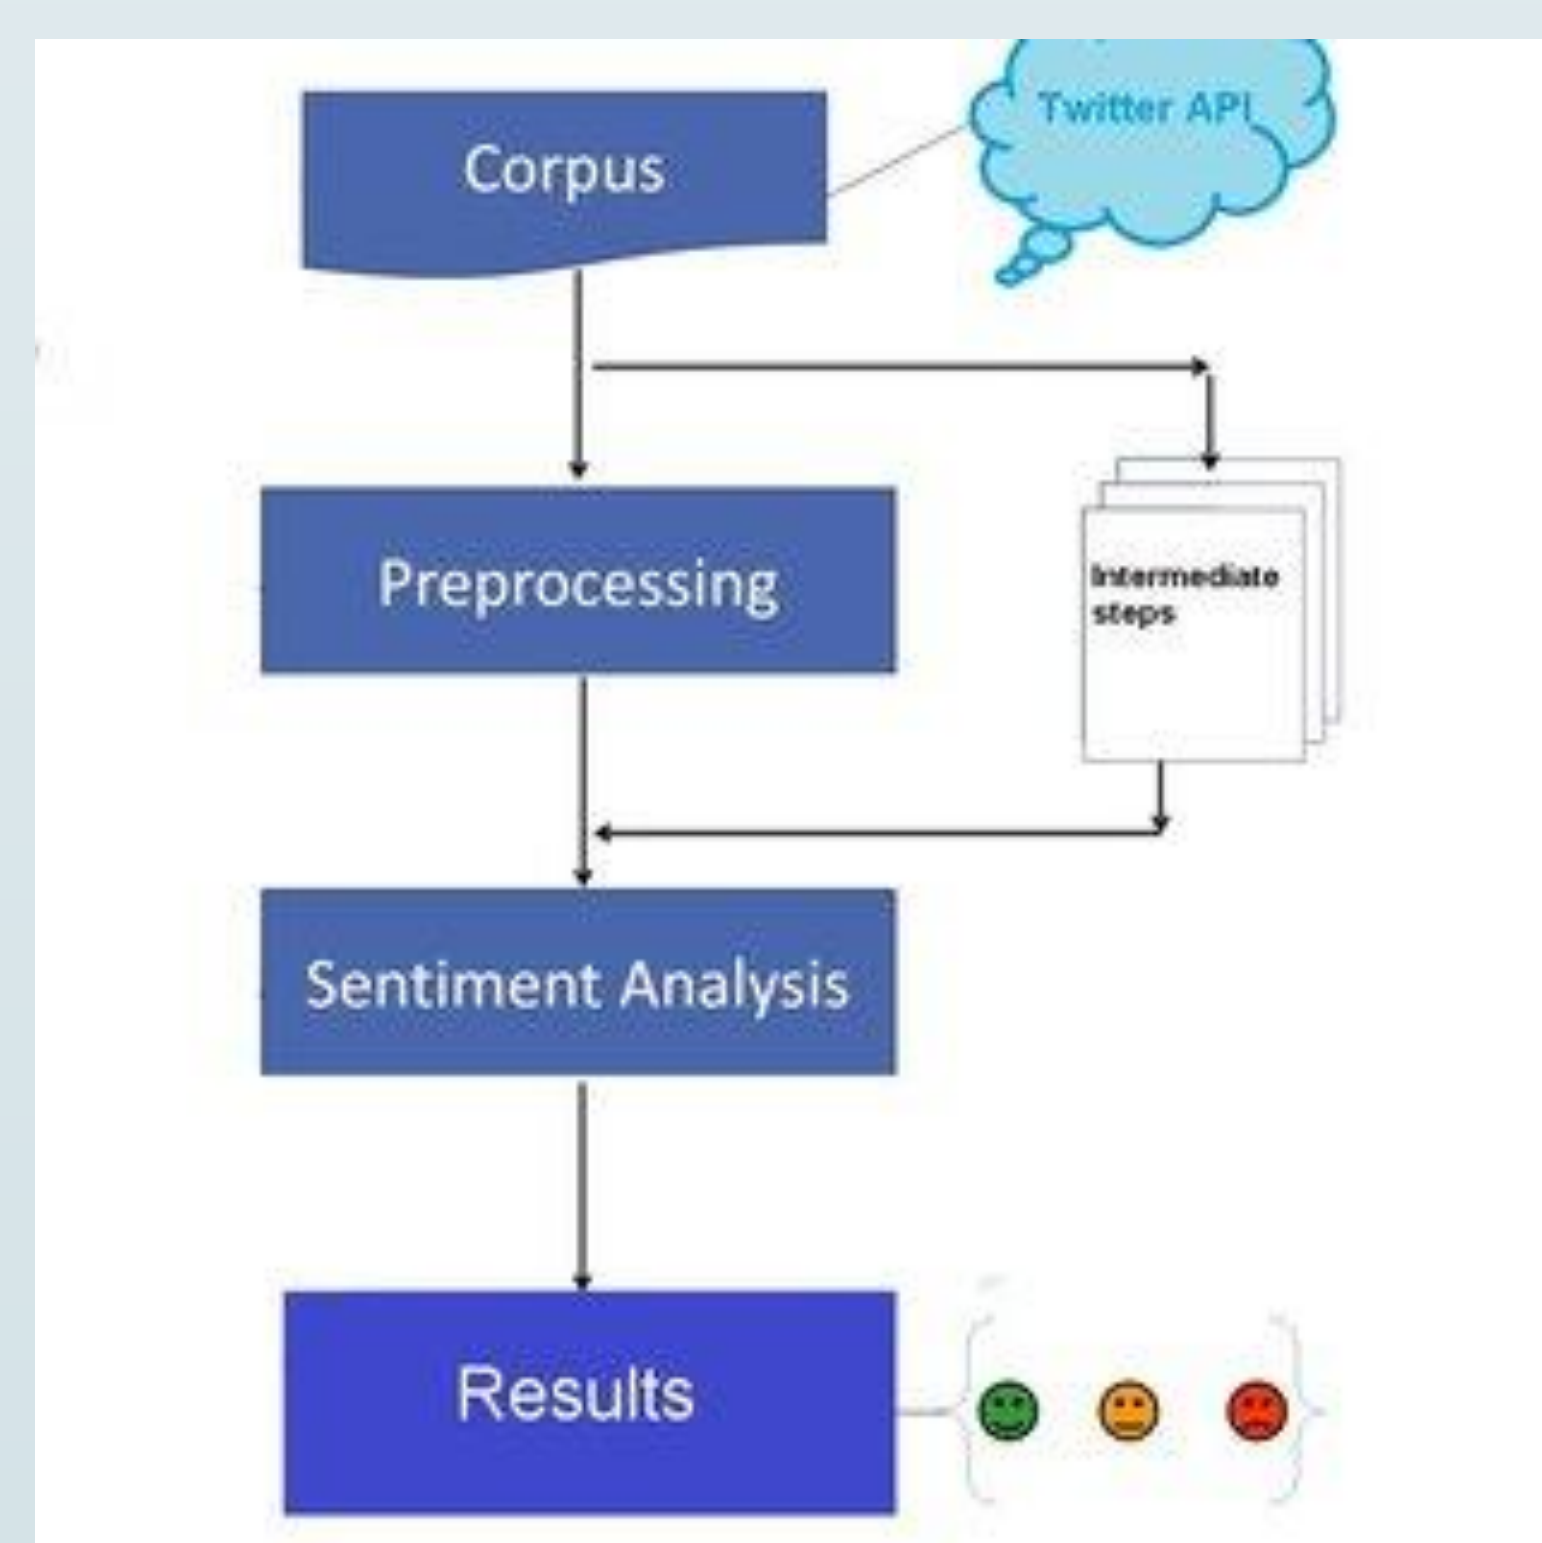 Corpus
Twitter API
Preprocessing
Intermediate
steps
Sentiment Analysis
Results